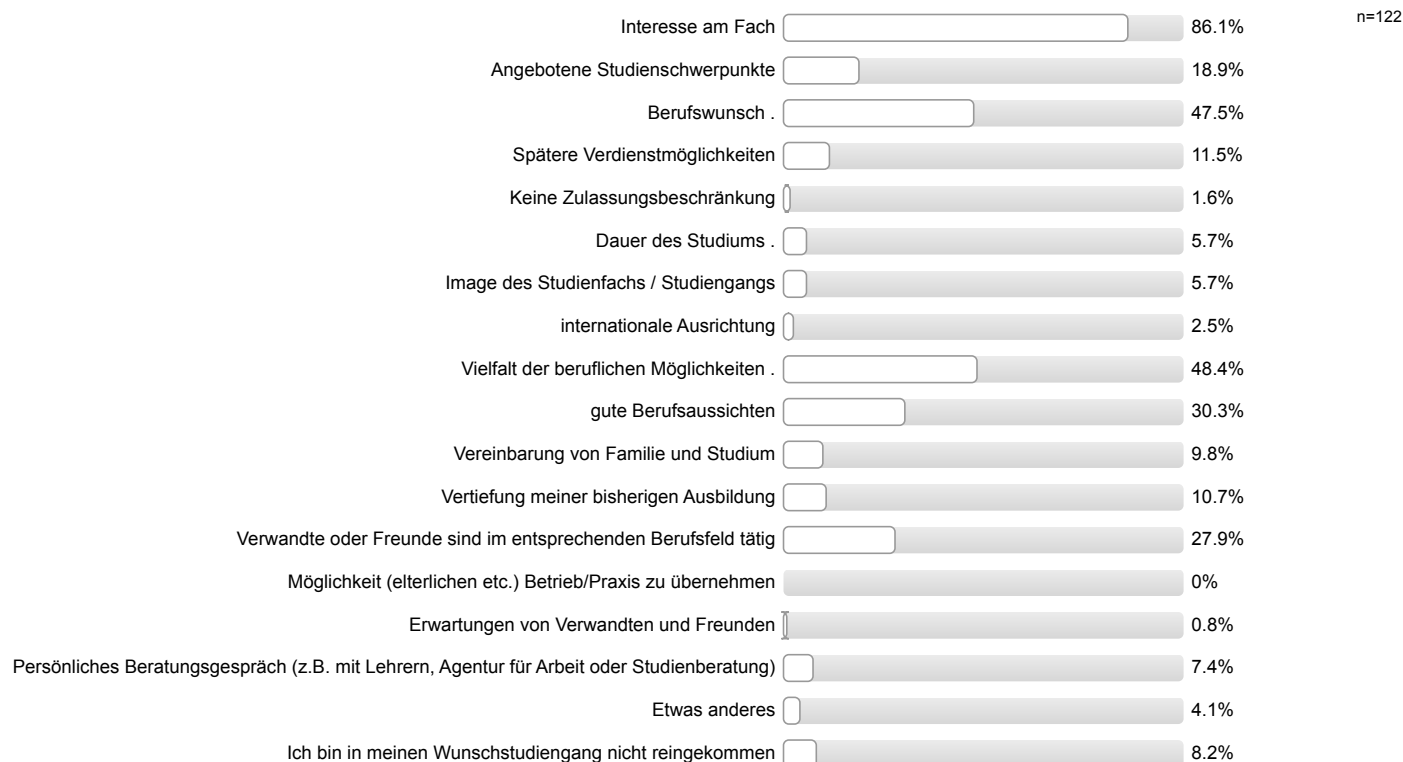 n=122
Interesse am Fach 86.1%
Angebotene Studienschwerpunkte 18.9%
Berufswunsch . 47.5%
Spätere Verdienstmöglichkeiten 11.5%
Keine Zulassungsbeschränkung 1.6%
Dauer des Studiums . 5.7%
Image des Studienfachs / Studiengangs 5.7%
internationale Ausrichtung 2.5%
Vielfalt der beruflichen Möglichkeiten . 48.4%
gute Berufsaussichten 30.3%
Vereinbarung von Familie und Studium 9.8%
Vertiefung meiner bisherigen Ausbildung 10.7%
Verwandte oder Freunde sind im entsprechenden Berufsfeld tätig 27.9%
Möglichkeit (elterlichen etc.) Betrieb/Praxis zu übernehmen 0%
Erwartungen von Verwandten und Freunden 0.8%
Persönliches Beratungsgespräch (z.B. mit Lehrern, Agentur für Arbeit oder Studienberatung) 7.4%
Etwas anderes 4.1%
Ich bin in meinen Wunschstudiengang nicht reingekommen 8.2%